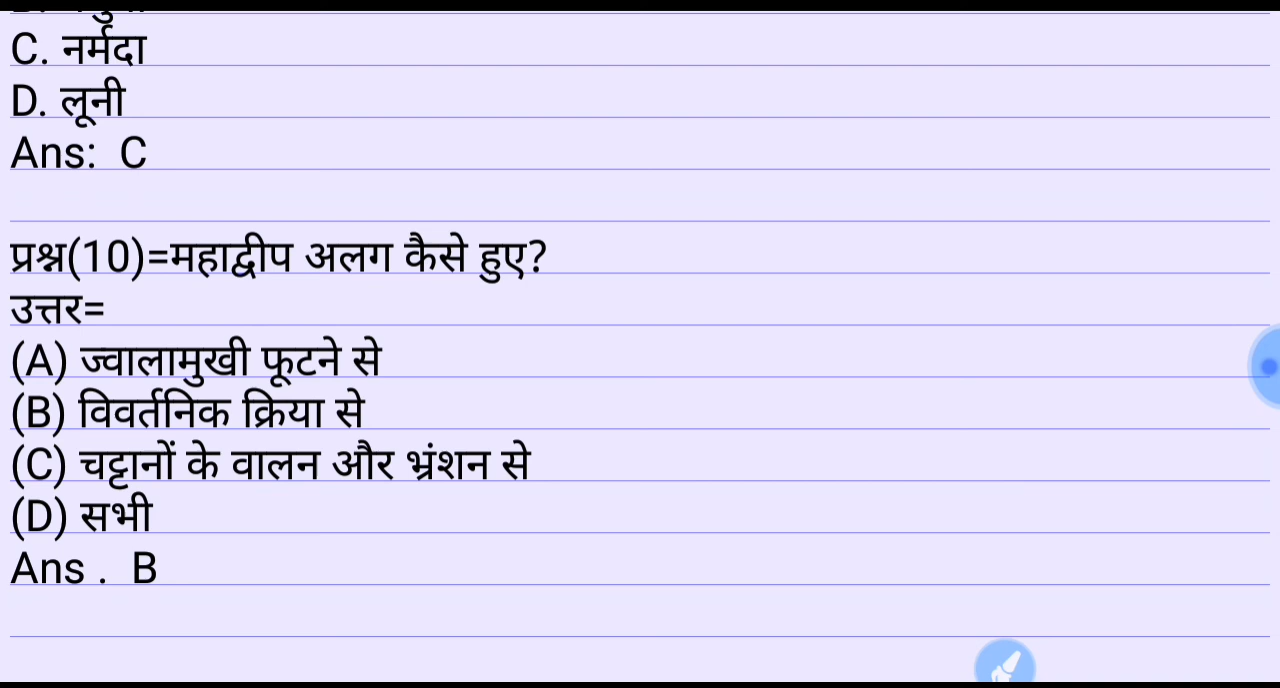 C. नर्मदा
D. लूनी
Ans: C
प्रश्न(10)=महाद्वीप अलग कैसे हुए?
उत्तर=
(A) ज्वालामुखी फूटने से
(B) विवर्तनिक क्रिया से
(C) चट्टानों के वालन और भ्रंशन से
(D) सभी
Ans . B